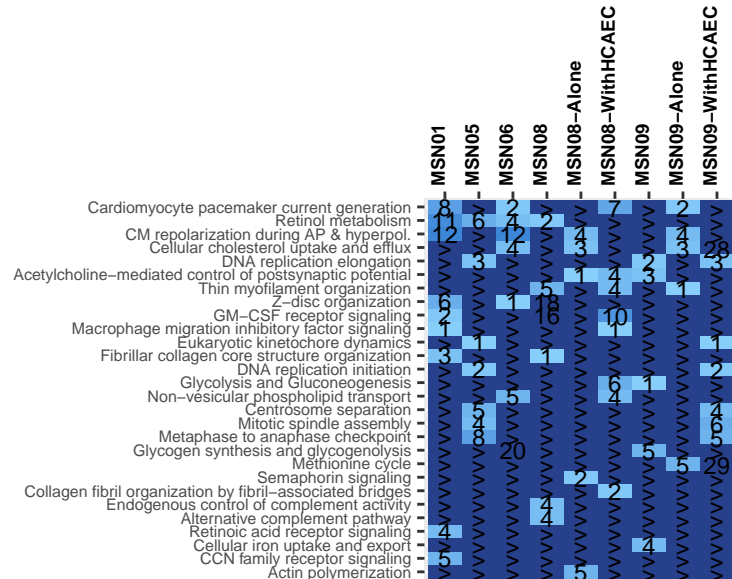 MSN01
MSN05
MSN06
MSN08
MSN08−Alone
MSN08−WithHCAEC
MSN09
MSN09−Alone
MSN09−WithHCAEC
Cardiomyocyte pacemaker current generation 8 > 2 > > 7 > 2 >
Retinol metabolism 11 6 4 2 > > > > >
CM repolarization during AP & hyperpol. 12 > 12 > 4 > > 4 >
Cellular cholesterol uptake and efflux > > 4 > 3 > > 3 28
DNA replication elongation > 3 > > > > 2 > 3
Acetylcholine−mediated control of postsynaptic potential > > > > 1 4 3 > >
Thin myofilament organization > > > 5 > 4 > 1 >
Z−disc organization 6 > 1 18 > > > > >
GM−CSF receptor signaling 2 > > 16 > 10 > > >
Macrophage migration inhibitory factor signaling 1 > > > > 1 > > >
Eukaryotic kinetochore dynamics > 1 > > > > > > 1
Fibrillar collagen core structure organization 3 > > 1 > > > > >
DNA replication initiation > 2 > > > > > > 2
Glycolysis and Gluconeogenesis > > > > > 6 1 > >
Non−vesicular phospholipid transport > > 5 > > 4 > > >
Centrosome separation > 5 > > > > > > 4
Mitotic spindle assembly > 4 > > > > > > 6
Metaphase to anaphase checkpoint > 8 > > > > > > 5
Glycogen synthesis and glycogenolysis > > 20 > > > 5 > >
Methionine cycle > > > > > > > 5 29
Semaphorin signaling > > > > 2 > > > >
Collagen fibril organization by fibril−associated bridges > > > > > 2 > > >
Endogenous control of complement activity > > > 4 > > > > >
Alternative complement pathway > > > 4 > > > > >
Retinoic acid receptor signaling 4 > > > > > > > >
Cellular iron uptake and export > > > > > > 4 > >
CCN family receptor signaling 5 > > > > > > > >
Actin polymerization > > > > 5 > > > >